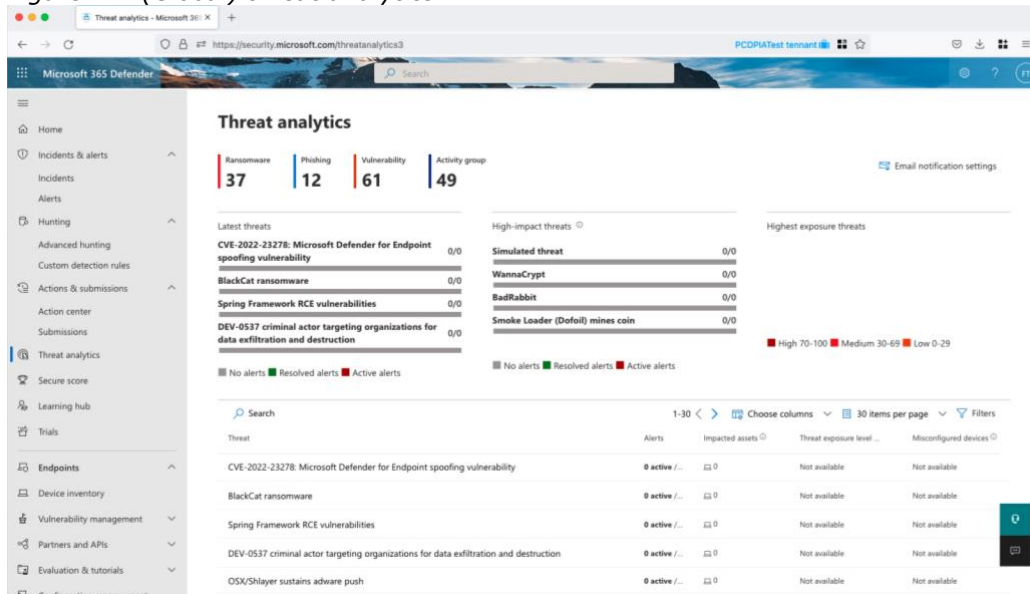 Threat analytics - Microsoft 36
https://security.microsoft.com/threatanalytics3
PCDPIATest tennant
Microsoft 365 Defender
Search
?
FT
Home
Incidents & alerts
Incidents
Alerts
Hunting
Advanced hunting
Custom detection rules
Actions & submissions
Action center
Submissions
Threat analytics
Secure score
Learning hub
Trials
Endpoints
Device inventory
Vulnerability management
Partners and APIs
Evaluation & tutorials
Threat analytics
Ransomware
37
Phishing
12
Vulnerability
61
Activity group
49
Email notification settings
Latest threats
CVE-2022-23278: Microsoft Defender for Endpoint
spoofing vulnerability
0/0
BlackCat ransomware 0/0
Spring Framework RCE vulnerabilities 0/0
DEV-0537 criminal actor targeting organizations for
data exfiltration and destruction
0/0
No alerts Resolved alerts Active alerts
High-impact threats
Simulated threat 0/0
WannaCrypt 0/0
BadRabbit 0/0
Smoke Loader (Dofoil) mines coin 0/0
No alerts Resolved alerts Active alerts
Highest exposure threats
High 70-100 Medium 30-69 Low 0-29
Search 1-30 Choose columns 30 items per page Filters
Threat Alerts Impacted assets Threat exposure level ... Misconfigured devices
CVE-2022-23278: Microsoft Defender for Endpoint spoofing vulnerability 0 active /... 0 Not available Not available
BlackCat ransomware 0 active /... 0 Not available Not available
Spring Framework RCE vulnerabilities 0 active /... 0 Not available Not available
DEV-0537 criminal actor targeting organizations for data exfiltration and destruction 0 active /... 0 Not available Not available
OSX/Shlayer sustains adware push 0 active /... 0 Not available Not available